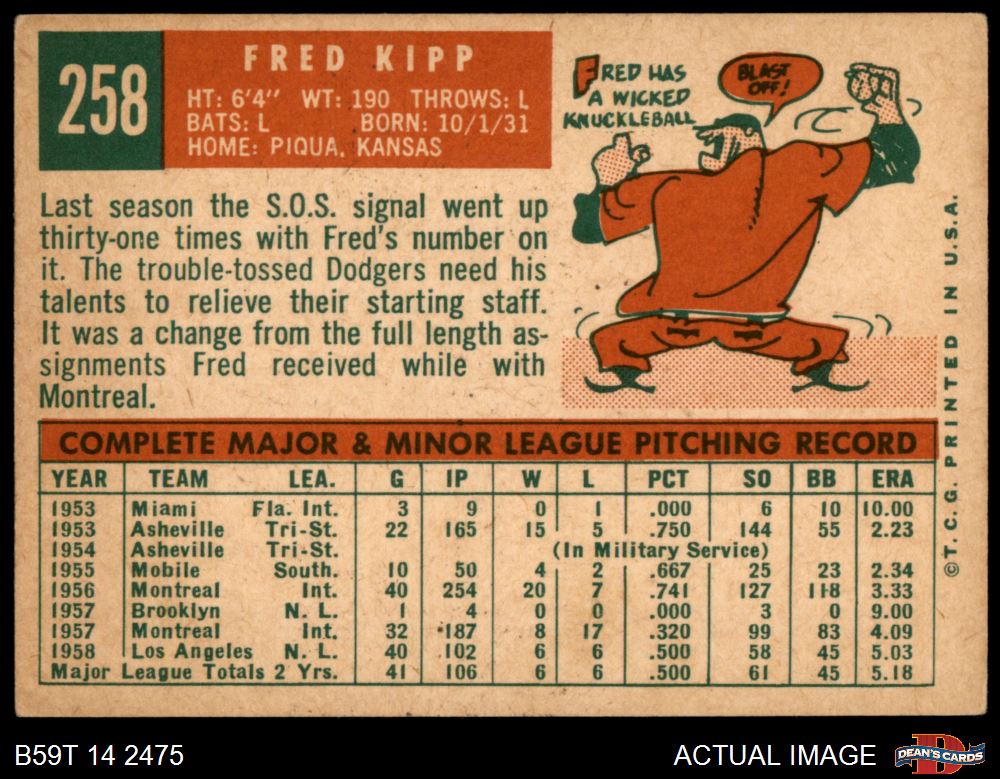 258
FRED KIPP
HT: 6'4" WT: 190 THROWS: L
BATS: L BORN: 10/1/31
HOME: PIQUA, KANSAS
FRED HAS
A WICKED
KNUCKLEBALL
BLAST
OFF!
Last season the S.O.S. signal went up
thirty-one times with Fred's number on
it. The trouble-tossed Dodgers need his
talents to relieve their starting staff.
It was a change from the full length as-
signments Fred received while with
Montreal.
COMPLETE MAJOR & MINOR LEAGUE PITCHING RECORD
YEAR TEAM LEA. G IP W L PCT SO BB ERA
1953 Miami Fla. Int. 3 9 0 1 .000 6 10 10.00
1953 Asheville Tri-St. 22 165 15 5 .750 144 55 2.23
1954 Asheville Tri-St. (In Military Service)
1955 Mobile South. 10 50 4 2 .667 25 23 2.34
1956 Montreal Int. 40 254 20 7 .741 127 118 3.33
1957 Brooklyn N. L. 1 4 0 0 .000 3 0 9.00
1957 Montreal Int. 32 187 8 17 .320 99 83 4.09
1958 Los Angeles N. L. 40 102 6 6 .500 58 45 5.03
Major League Totals 2 Yrs. 41 106 6 6 .500 61 45 5.18
©T. C. G. PRINTED IN U. S. A.
B59T 14 2475
ACTUAL IMAGE
DEAN'S CARDS